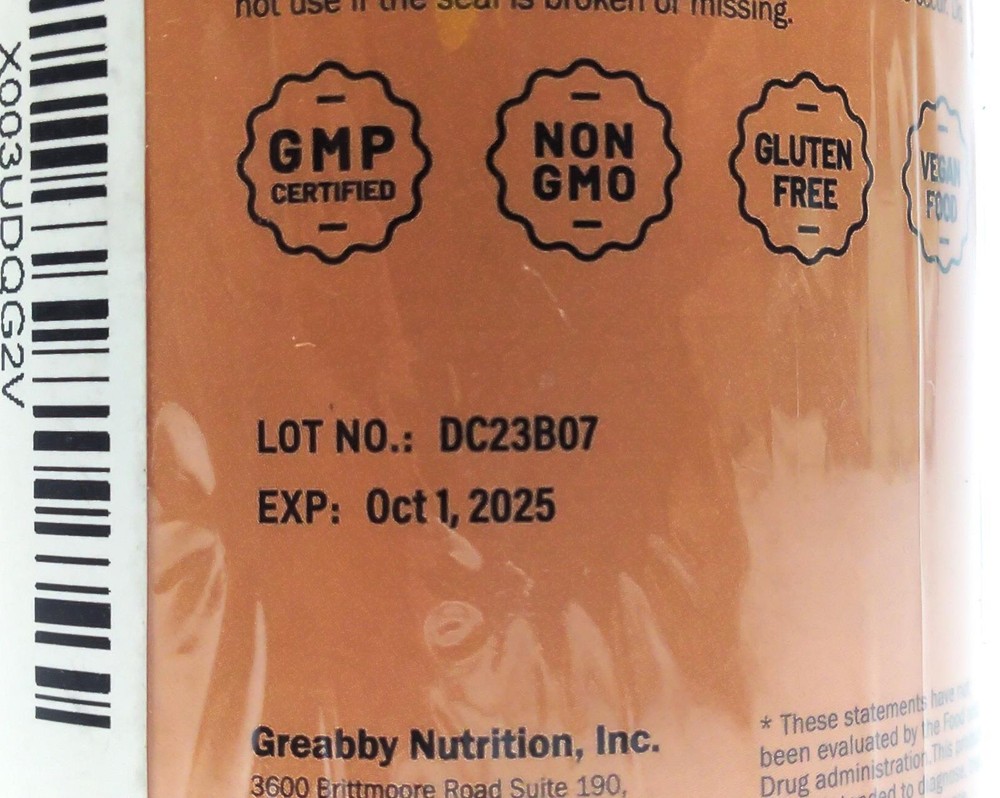 not use if the seal is broken or missing.
GMP
CERTIFIED
NON
GMO
GLUTEN
FREE
VEGAN
FOOD
X003UDQG2V
LOT NO.: DC23B07
EXP: Oct 1, 2025
Greabby Nutrition, Inc.
3600 Brittmoore Road Suite 190,
* These statements have
been evaluated by the Food
Drug administration. This
to diagnose,